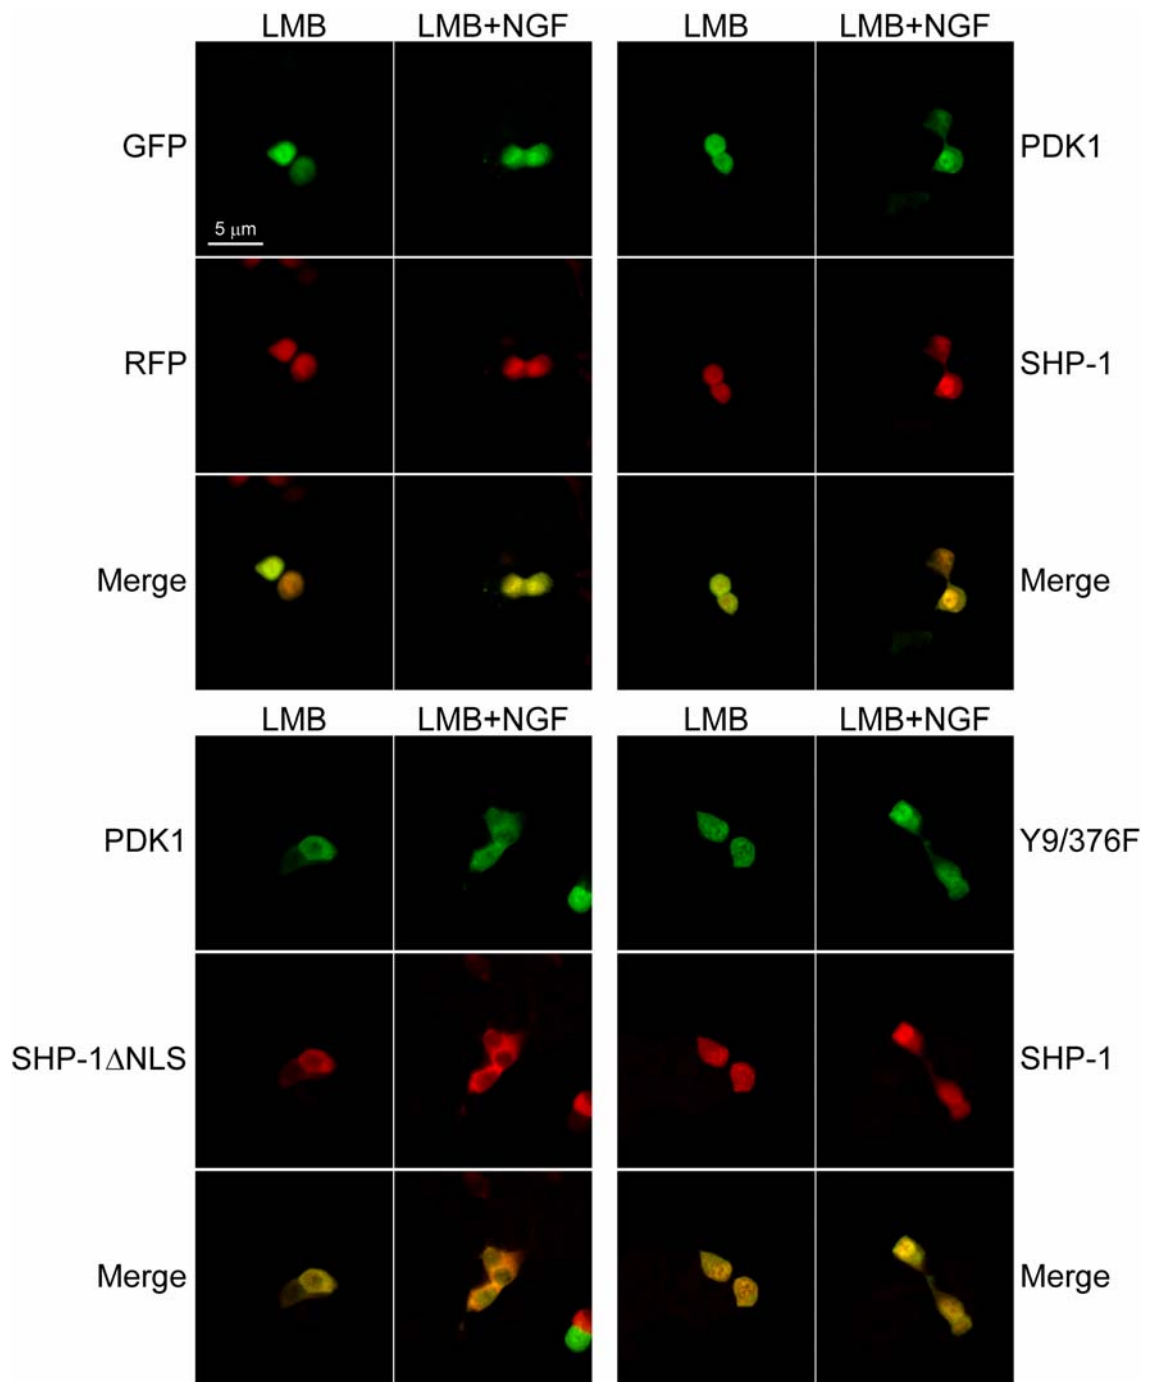 LMB LMB+NGF LMB LMB+NGF
GFP PDK1
5 μm
RFP SHP-1
Merge Merge
LMB LMB+NGF LMB LMB+NGF
PDK1 Y9/376F
SHP-1ΔNLS SHP-1
Merge Merge